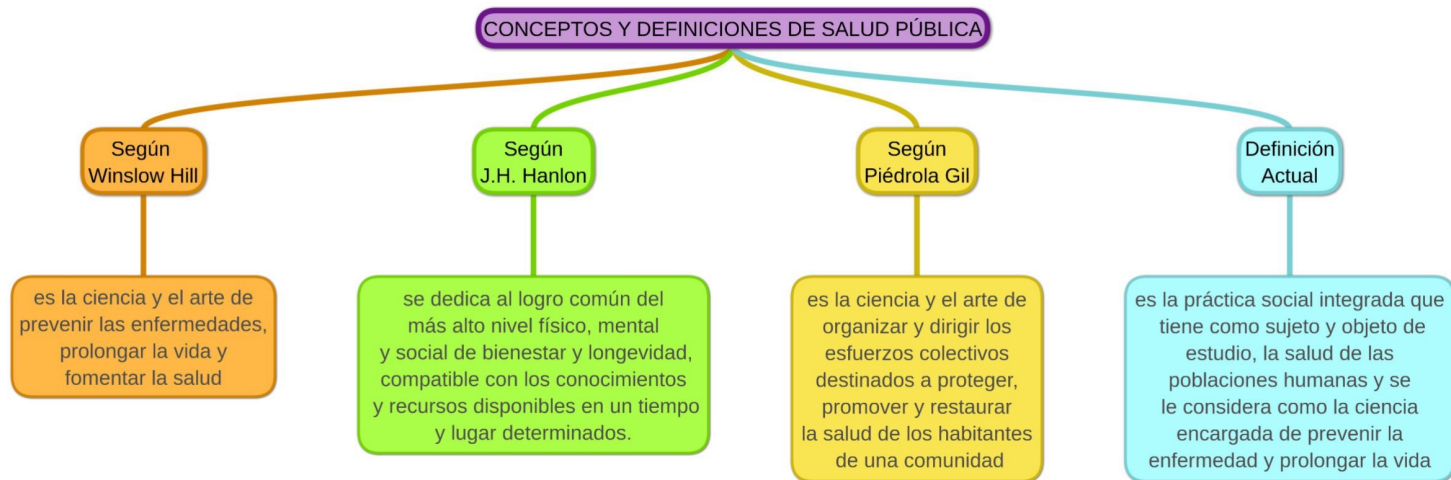 CONCEPTOS Y DEFINICIONES DE SALUD PÚBLICA
Según
Winslow Hill
Según
J.H. Hanlon
Según
Piédrola Gil
Definición
Actual
es la ciencia y el arte de
prevenir las enfermedades,
prolongar la vida y
fomentar la salud
se dedica al logro común del
más alto nivel físico, mental
y social de bienestar y longevidad,
compatible con los conocimientos
y recursos disponibles en un tiempo
y lugar determinados.
es la ciencia y el arte de
organizar y dirigir los
esfuerzos colectivos
destinados a proteger,
promover y restaurar
la salud de los habitantes
de una comunidad
es la práctica social integrada que
tiene como sujeto y objeto de
estudio, la salud de las
poblaciones humanas y se
le considera como la ciencia
encargada de prevenir la
enfermedad y prolongar la vida